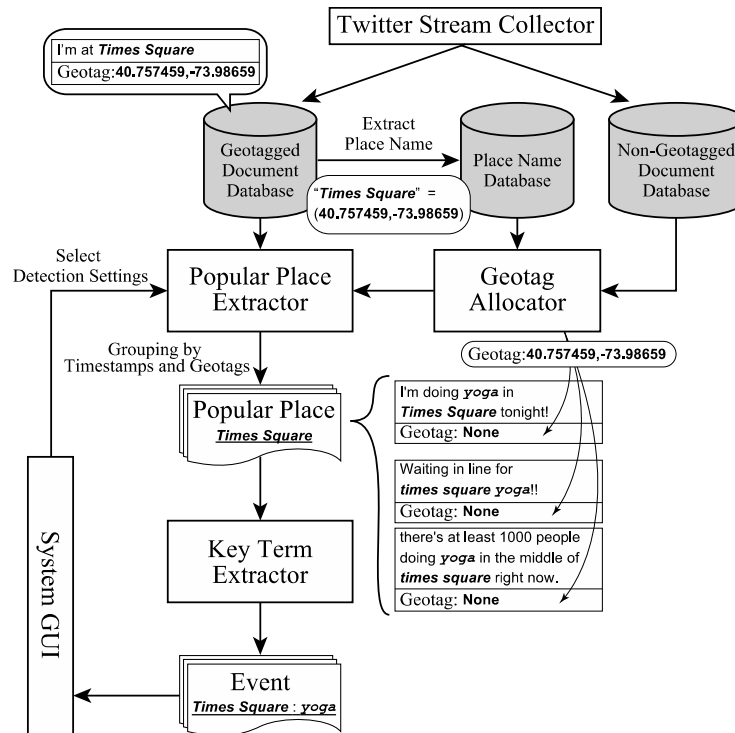 Twitter Stream Collector
I'm at Times Square
Geotag:40.757459,-73.98659
Geotagged
Document
Database
Extract
Place Name
Place Name
Database
Non-Geotagged
Document
Database
"Times Square" =
(40.757459,-73.98659)
Select
Detection Settings
Popular Place
Extractor
Geotag
Allocator
Grouping by
Timestamps and Geotags
Geotag:40.757459,-73.98659
Popular Place
Times Square
I'm doing yoga in
Times Square tonight!
Geotag: None
Waiting in line for
times square yoga!!
Geotag: None
there's at least 1000 people
doing yoga in the middle of
times square right now.
Geotag: None
Key Term
Extractor
System GUI
Event
Times Square : yoga